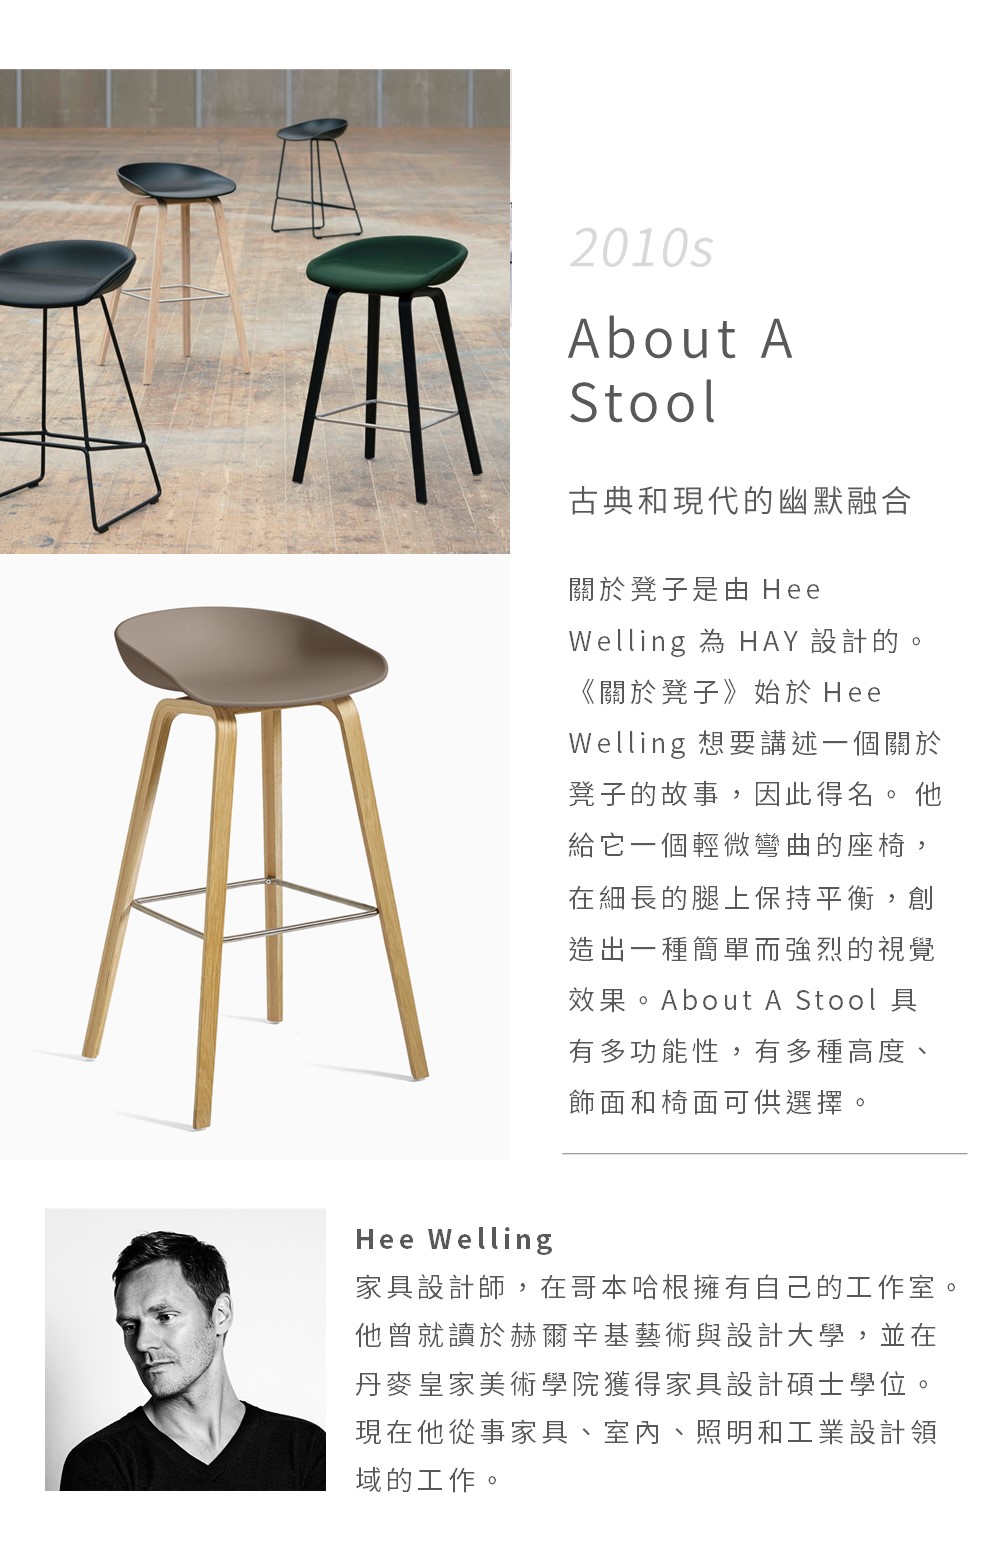 2010s
About A
Stool
古典和現代的幽默融合
關於凳子是由 Hee
Welling 為 HAY 設計的。
《關於凳子》始於 Hee
Welling 想要講述一個關於
凳子的故事，因此得名。 他
給它一個輕微彎曲的座椅，
在細長的腿上保持平衡，創
造出一種簡單而強烈的視覺
效果。About A Stool 具
有多功能性，有多種高度、
飾面和椅面可供選擇。
Hee Welling
家具設計師，在哥本哈根擁有自己的工作室。
他曾就讀於赫爾辛基藝術與設計大學，並在
丹麥皇家美術學院獲得家具設計碩士學位。
現在他從事家具、室內、照明和工業設計領
域的工作。